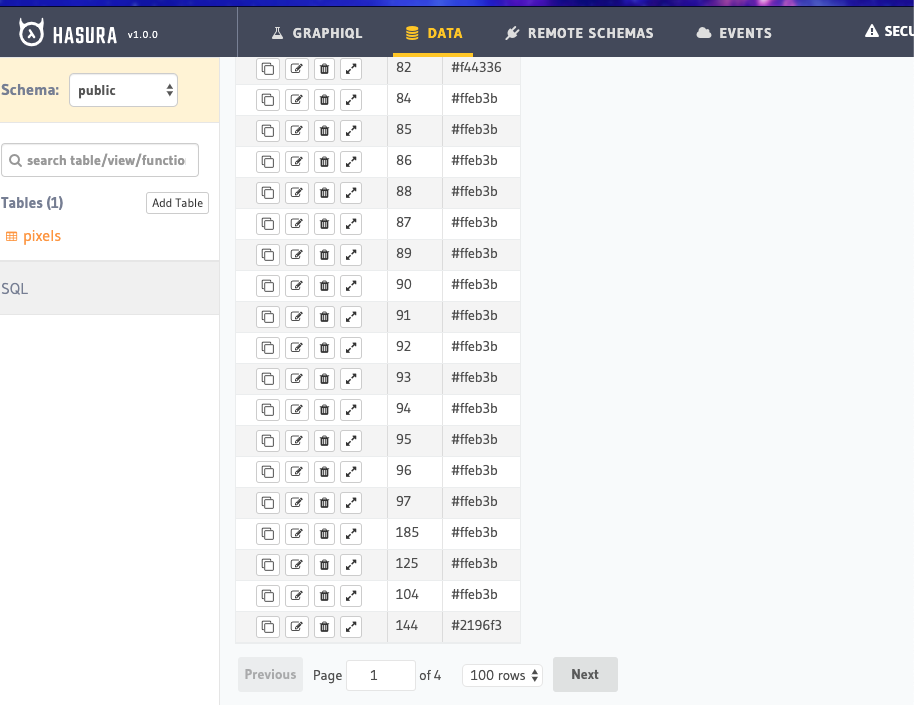 HASURA v1.0.0 GRAPHIQL DATA REMOTE SCHEMAS EVENTS SECU
Schema: public
search table/view/functio
Tables (1) Add Table
pixels
SQL
82 #f44336
84 #ffeb3b
85 #ffeb3b
86 #ffeb3b
88 #ffeb3b
87 #ffeb3b
89 #ffeb3b
90 #ffeb3b
91 #ffeb3b
92 #ffeb3b
93 #ffeb3b
94 #ffeb3b
95 #ffeb3b
96 #ffeb3b
97 #ffeb3b
185 #ffeb3b
125 #ffeb3b
104 #ffeb3b
144 #2196f3
Previous Page 1 of 4 100 rows Next